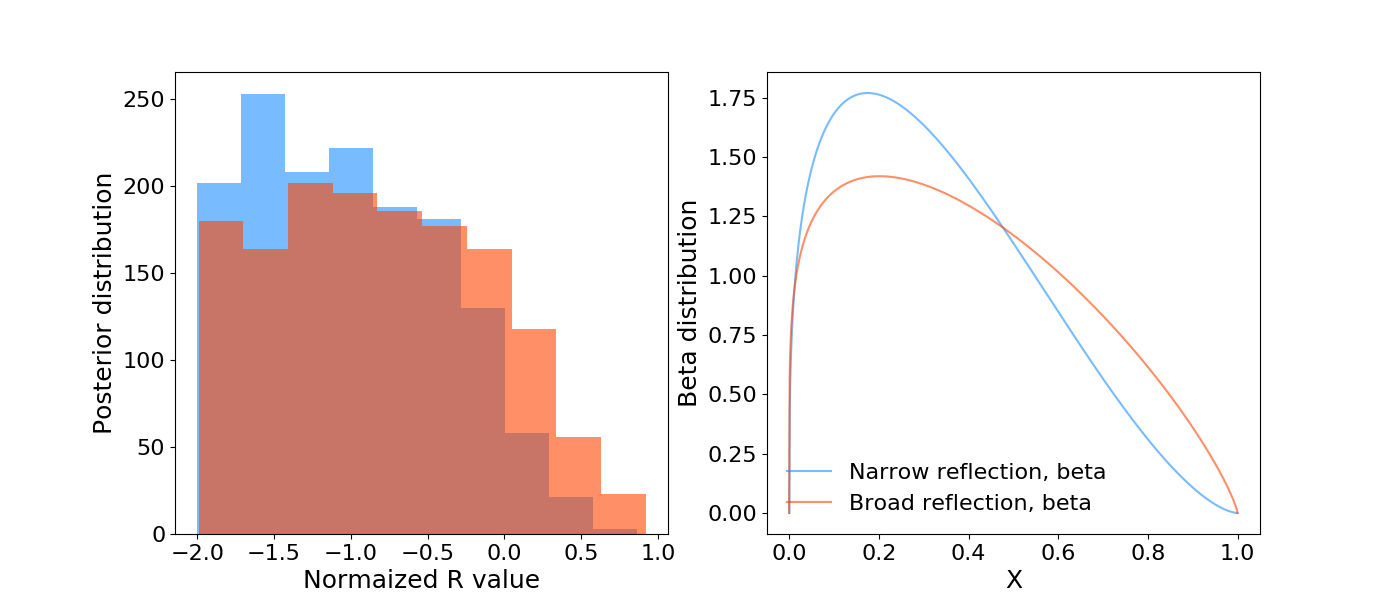 Posterior distribution
250
200
150
100
50
0
−2.0 −1.5 −1.0 −0.5 0.0 0.5 1.0
Normaized R value
Beta distribution
1.75
1.50
1.25
1.00
0.75
0.50
0.25
0.00
Narrow reflection, beta
Broad reflection, beta
0.0 0.2 0.4 0.6 0.8 1.0
X